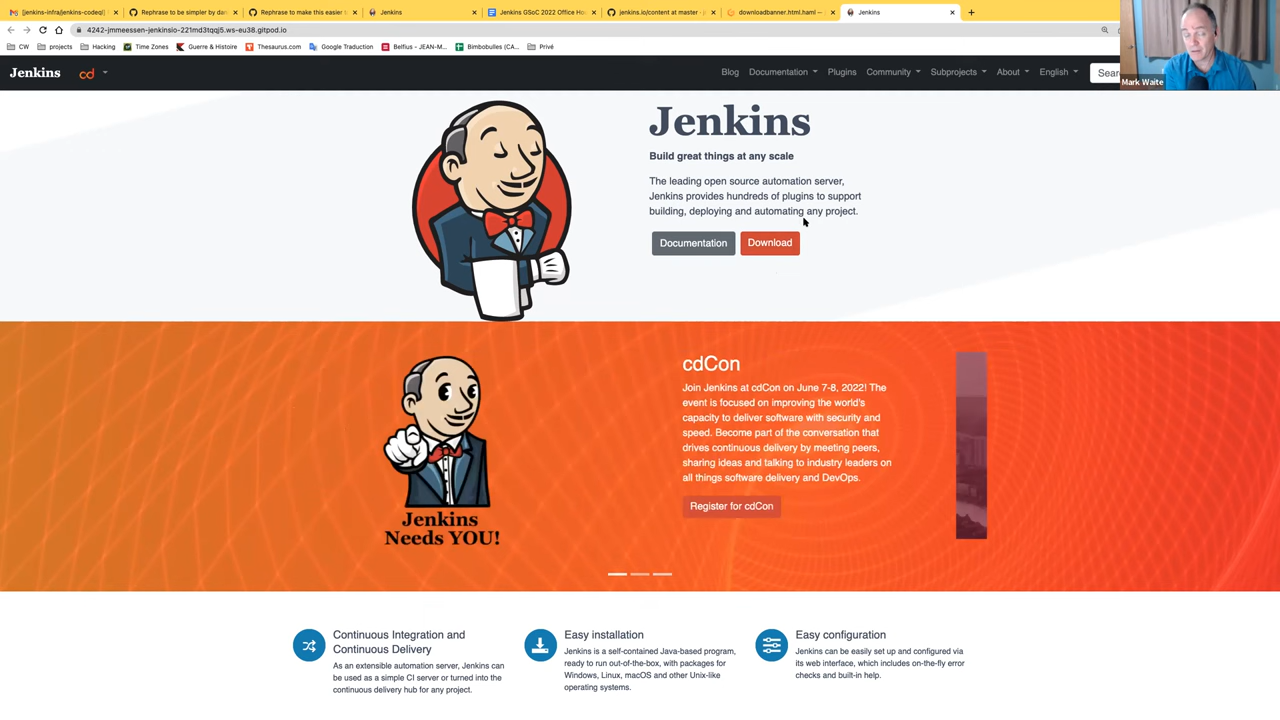 [jenkins-infra/jenkins-codeql]
Rephrase to be simpler by da
Rephrase to make this easier
Jenkins
Jenkins GSoC 2022 Office Ho
jenkins.io/content at master
downloadbanner.html.haml —
Jenkins
4242-jmmeessen-jenkinsio-221md3tqqj5.ws-eu38.gitpod.io
CW
projects
Hacking
Time Zones
Guerre & Histoire
Thesaurus.com
Google Traduction
Belfius - JEAN-M...
Bimbobulles (CA...
Privé
Mark Waite
Jenkins
cd
Blog
Documentation
Plugins
Community
Subprojects
About
English
Sear
Jenkins
Build great things at any scale
The leading open source automation server,
Jenkins provides hundreds of plugins to support
building, deploying and automating any project.
Documentation
Download
Jenkins
Needs YOU!
cdCon
Join Jenkins at cdCon on June 7-8, 2022! The
event is focused on improving the world's
capacity to deliver software with security and
speed. Become part of the conversation that
drives continuous delivery by meeting peers,
sharing ideas and talking to industry leaders on
all things software delivery and DevOps.
Register for cdCon
Continuous Integration and
Continuous Delivery
As an extensible automation server, Jenkins can
be used as a simple CI server or turned into the
continuous delivery hub for any project.
Easy installation
Jenkins is a self-contained Java-based program,
ready to run out-of-the-box, with packages for
Windows, Linux, macOS and other Unix-like
operating systems.
Easy configuration
Jenkins can be easily set up and configured via
its web interface, which includes on-the-fly error
checks and built-in help.